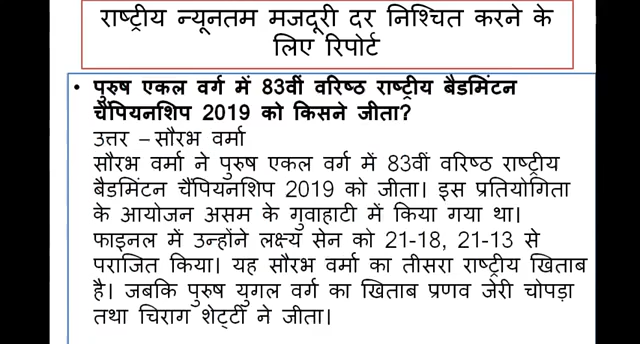 राष्ट्रीय न्यूनतम मजदूरी दर निश्चित करने के
लिए रिपोर्ट
• पुरुष एकल वर्ग में 83वीं वरिष्ठ राष्ट्रीय बैडमिंटन
चैंपियनशिप 2019 को किसने जीता?
उत्तर – सौरभ वर्मा
सौरभ वर्मा ने पुरुष एकल वर्ग में 83वीं वरिष्ठ राष्ट्रीय
बैडमिंटन चैंपियनशिप 2019 को जीता। इस प्रतियोगिता
के आयोजन असम के गुवाहाटी में किया गया था।
फाइनल में उन्होंने लक्ष्य सेन को 21-18, 21-13 से
पराजित किया। यह सौरभ वर्मा का तीसरा राष्ट्रीय खिताब
है। जबकि पुरुष युगल वर्ग का खिताब प्रणव जेरी चोपड़ा
तथा चिराग शेट्टी ने जीता।